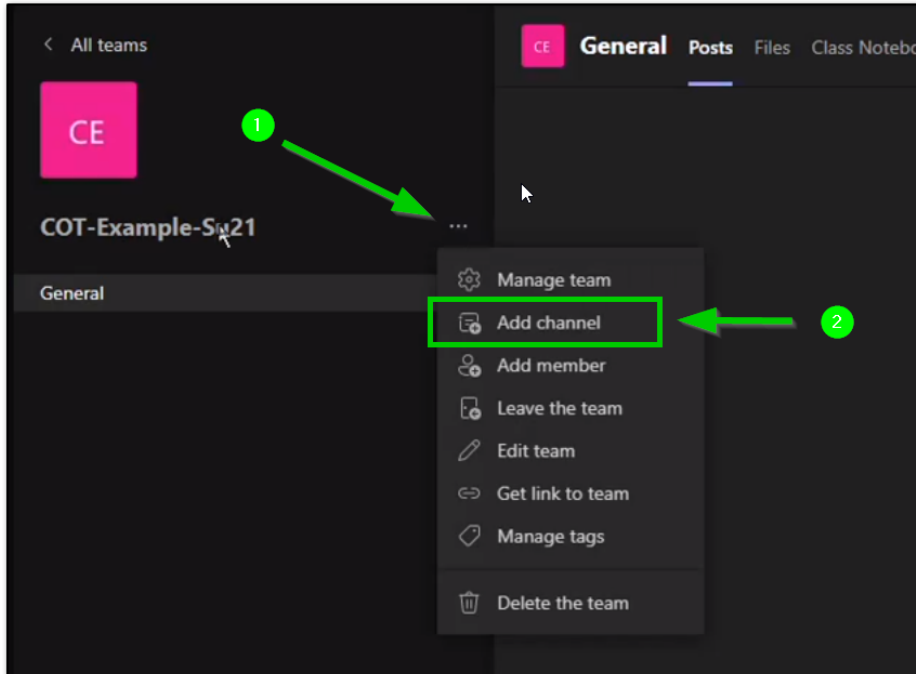 All teams
CE
COT-Example-Su21
General
1
...
CE
General Posts Files Class Notebo
Manage team
Add channel
2
Add member
Leave the team
Edit team
Get link to team
Manage tags
Delete the team